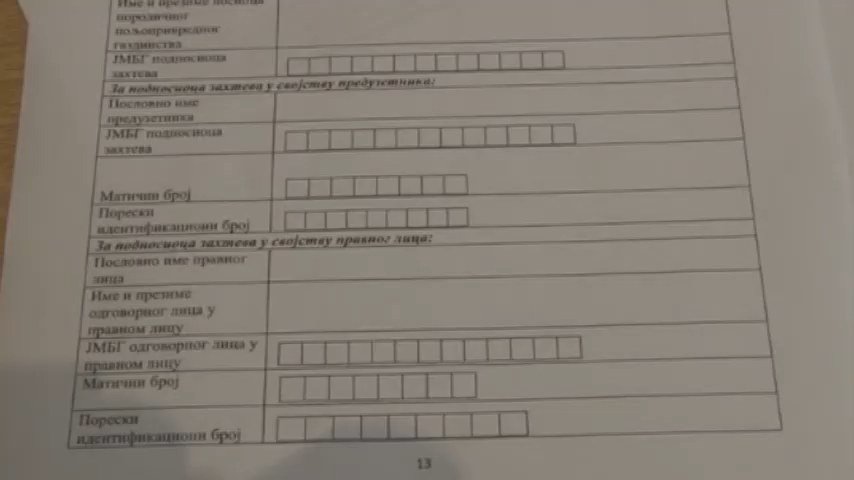 Име и презиме носиоца
породичног
пољопривредног
газдинства
ЈМБГ подносиоца
захтева
За подносиоца захтева у својству предузетника:
Пословно име
предузетника
ЈМБГ подносиоца
захтева
Матични број
Порески
идентификациони број
За подносиоца захтева у својству правног лица:
Пословно име правног
лица
Име и презиме
одговорног лица у
правном лицу
ЈМБГ одговорног лица у
правном лицу
Матични број
Порески
идентификациони број
13